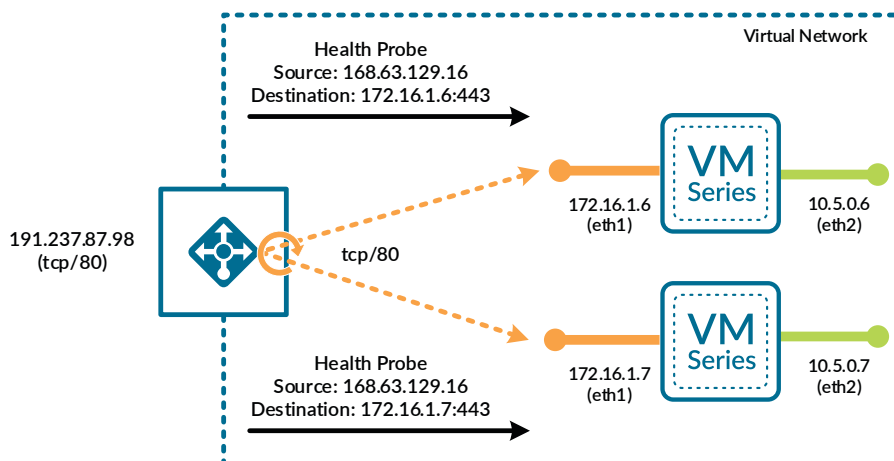 Virtual Network
Health Probe
Source: 168.63.129.16
Destination: 172.16.1.6:443
VM
Series
172.16.1.6
(eth1)
10.5.0.6
(eth2)
191.237.87.98
(tcp/80)
tcp/80
VM
Series
172.16.1.7
(eth1)
10.5.0.7
(eth2)
Health Probe
Source: 168.63.129.16
Destination: 172.16.1.7:443